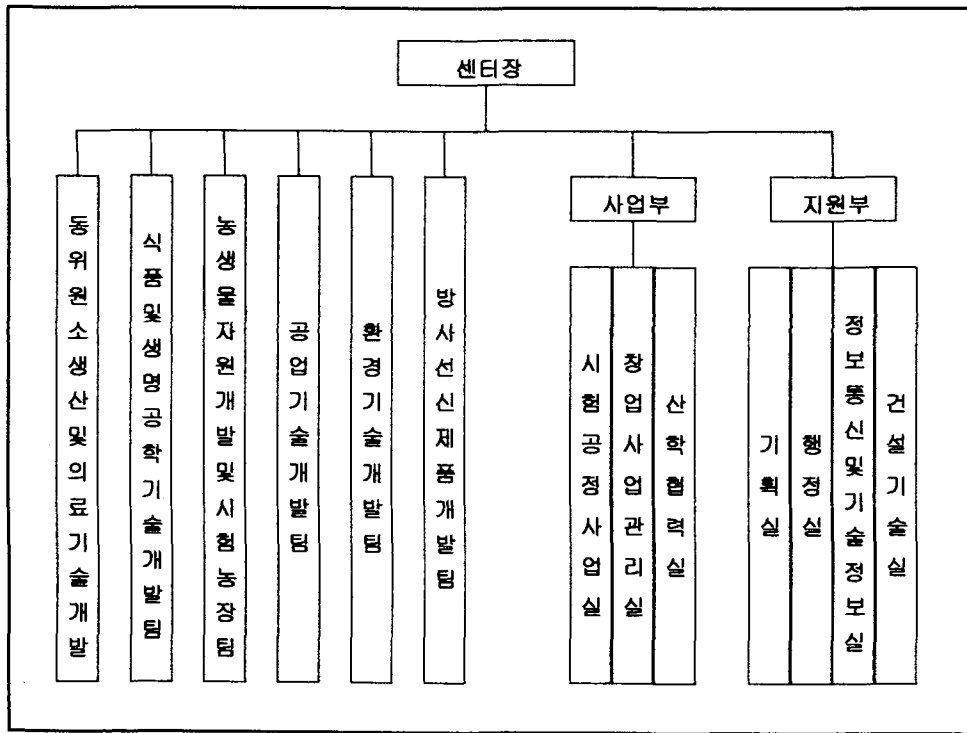 센터장
동위원소생산및의료기술개발
식품및생명공학기술개발팀
농생물자원개발및시험농장팀
공업기술개발팀
환경기술개발팀
방사선신제품개발팀
사업부
시험공정사업실
창업사업관리실
산학협력실
지원부
기획실
행정실
정보통신및기술정보실
건설기술실